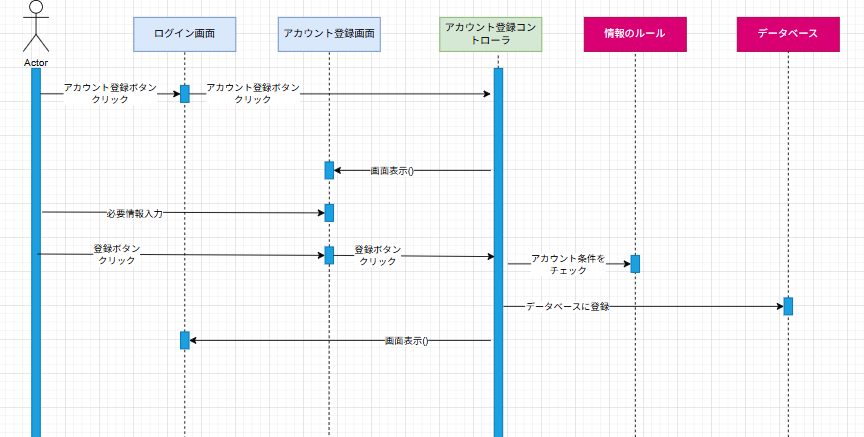 Actor
ログイン画面
アカウント登録画面
アカウント登録コント
ローラ
情報のルール
データベース
アカウント登録ボタン
クリック
アカウント登録ボタン
クリック
画面表示()
必要情報入力
登録ボタン
クリック
登録ボタン
クリック
アカウント条件を
チェック
データベースに登録
画面表示()